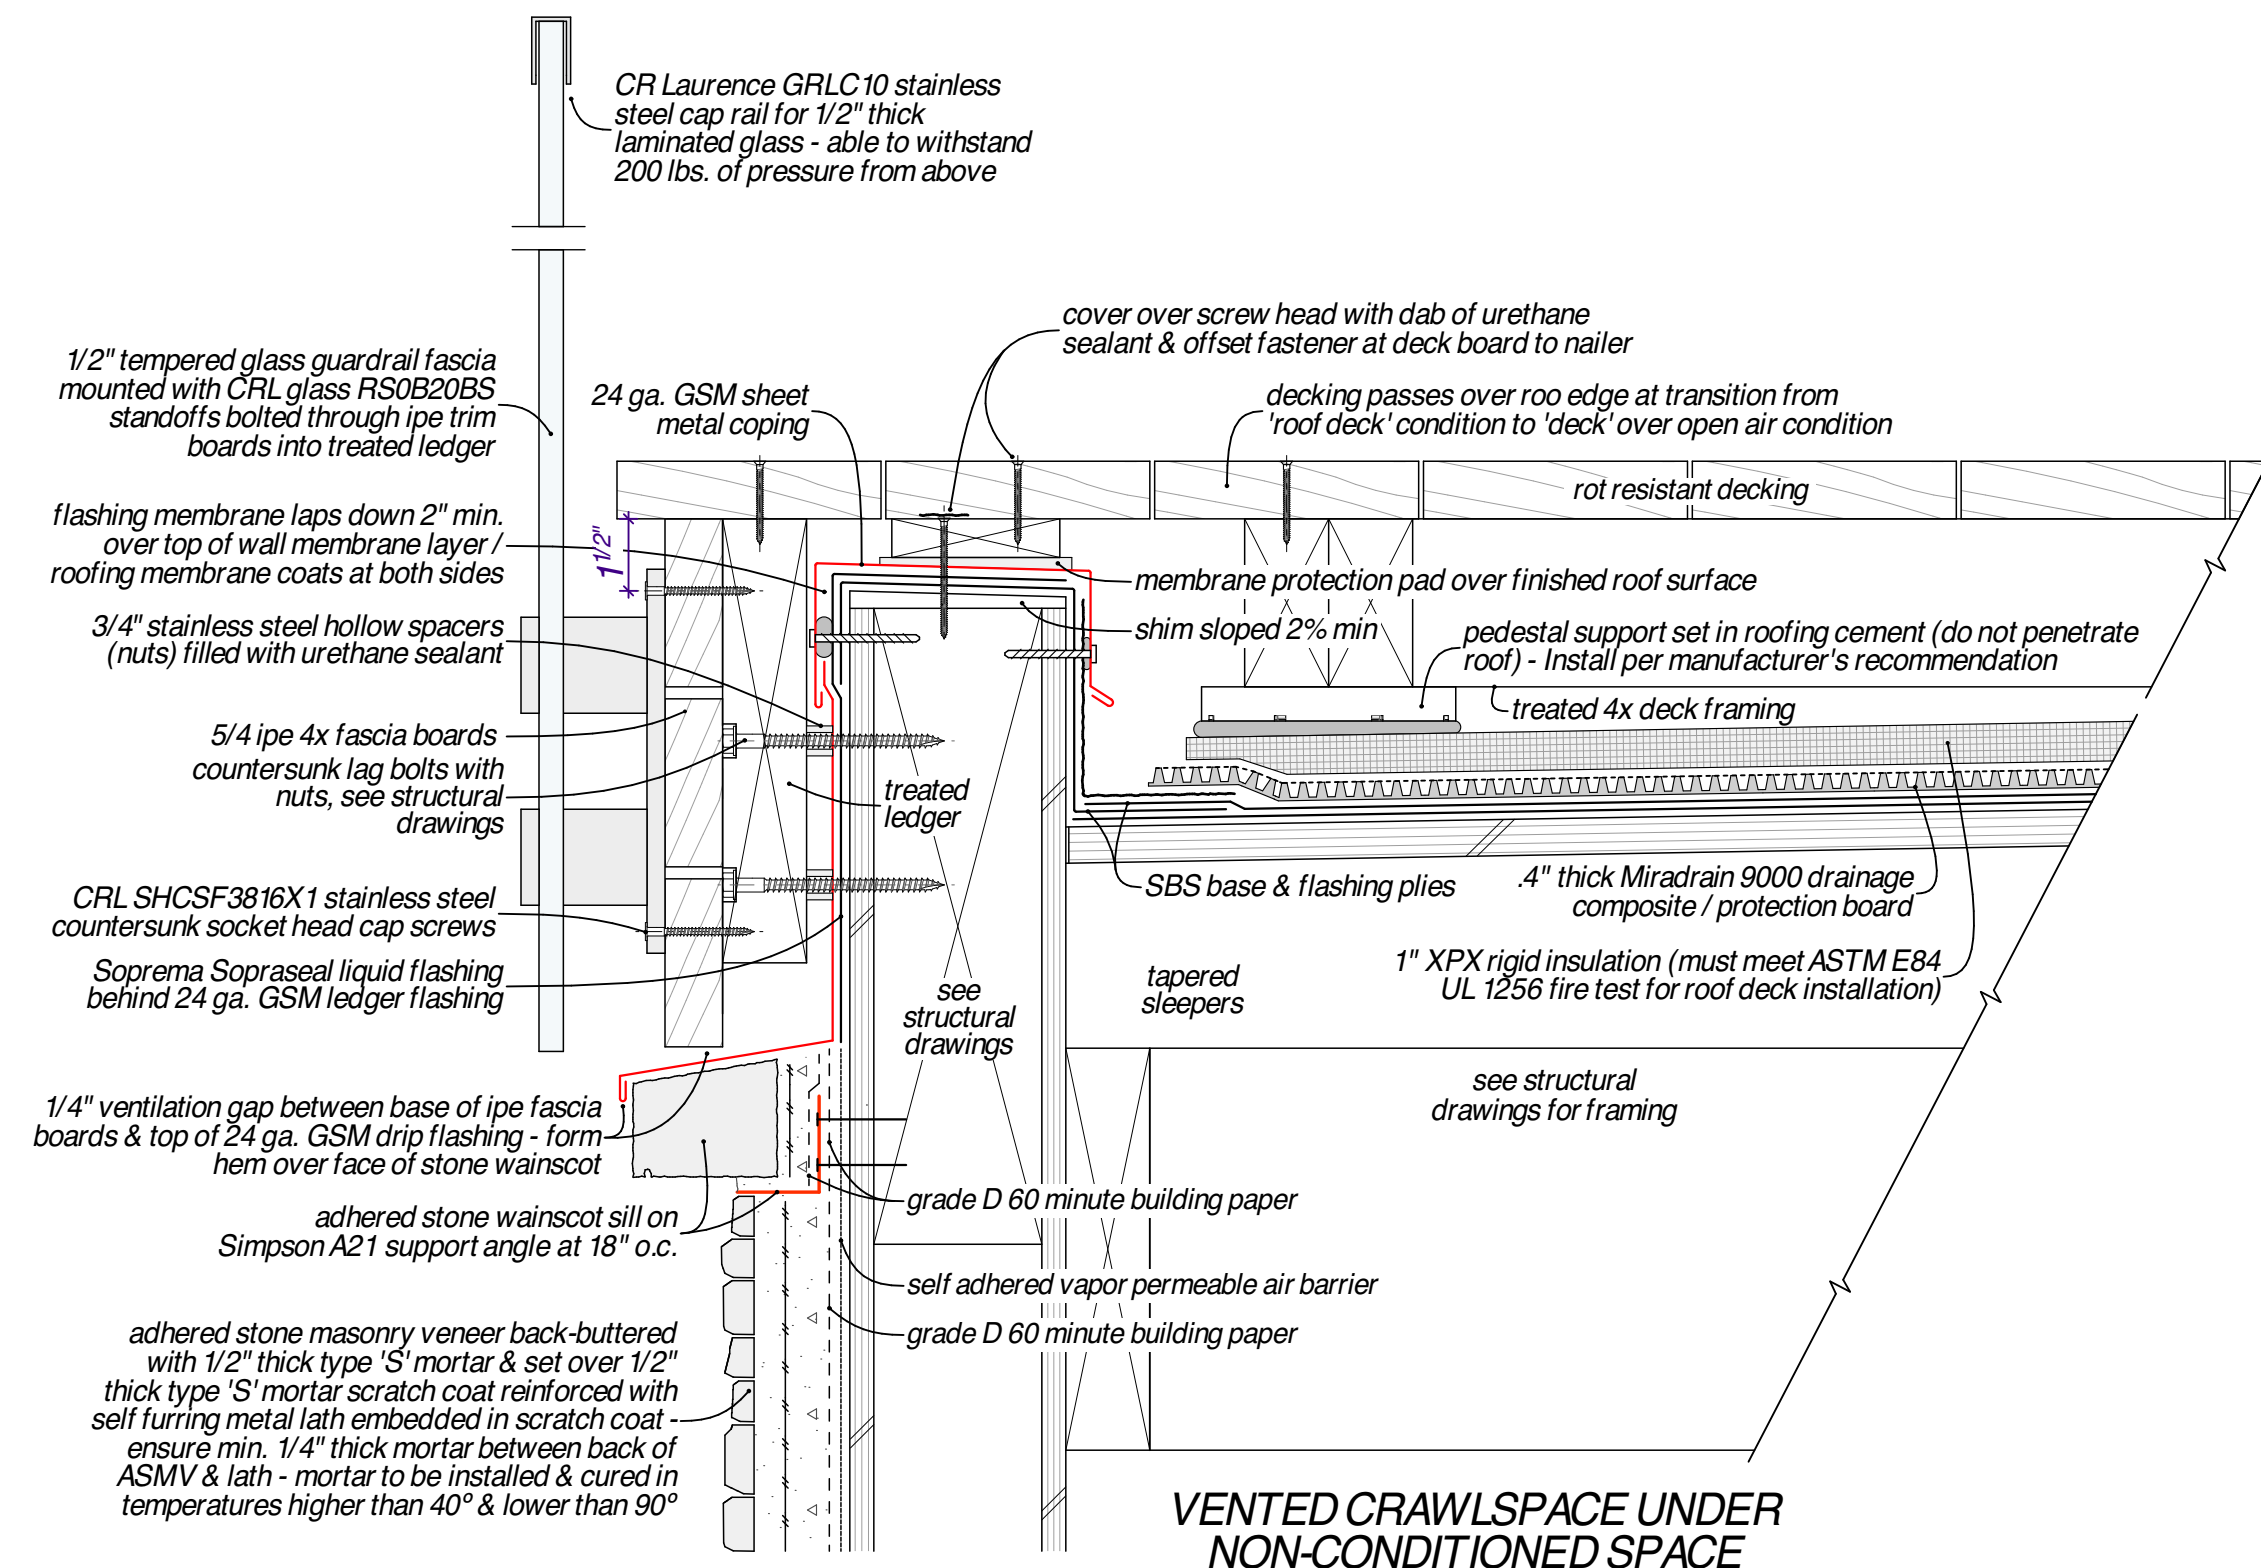 CR Laurence GRLC10 stainless
steel cap rail for 1/2" thick
laminated glass - able to withstand
200 lbs. of pressure from above
cover over screw head with dab of urethane
sealant & offset fastener at deck board to nailer
1/2" tempered glass guardrail fascia
mounted with CRL glass RS0B20BS
standoffs bolted through ipe trim
boards into treated ledger
24 ga. GSM sheet
metal coping
decking passes over roo edge at transition from
'roof deck' condition to 'deck' over open air condition
rot resistant decking
flashing membrane laps down 2" min.
over top of wall membrane layer /
roofing membrane coats at both sides
1 1/2"
membrane protection pad over finished roof surface
shim sloped 2% min
3/4" stainless steel hollow spacers
(nuts) filled with urethane sealant
pedestal support set in roofing cement (do not penetrate
roof) - Install per manufacturer's recommendation
treated 4x deck framing
5/4 ipe 4x fascia boards
countersunk lag bolts with
nuts, see structural
drawings
treated
ledger
SBS base & flashing plies
.4" thick Miradrain 9000 drainage
composite / protection board
CRL SHCSF3816X1 stainless steel
countersunk socket head cap screws
Soprema Sopraseal liquid flashing
behind 24 ga. GSM ledger flashing
see
structural
drawings
tapered
sleepers
1" XPX rigid insulation (must meet ASTM E84
UL 1256 fire test for roof deck installation)
see structural
drawings for framing
1/4" ventilation gap between base of ipe fascia
boards & top of 24 ga. GSM drip flashing - form
hem over face of stone wainscot
grade D 60 minute building paper
adhered stone wainscot sill on
Simpson A21 support angle at 18" o.c.
self adhered vapor permeable air barrier
grade D 60 minute building paper
adhered stone masonry veneer back-buttered
with 1/2" thick type 'S' mortar & set over 1/2"
thick type 'S' mortar scratch coat reinforced with
self furring metal lath embedded in scratch coat -
ensure min. 1/4" thick mortar between back of
ASMV & lath - mortar to be installed & cured in
temperatures higher than 40º & lower than 90º
VENTED CRAWLSPACE UNDER
NON-CONDITIONED SPACE